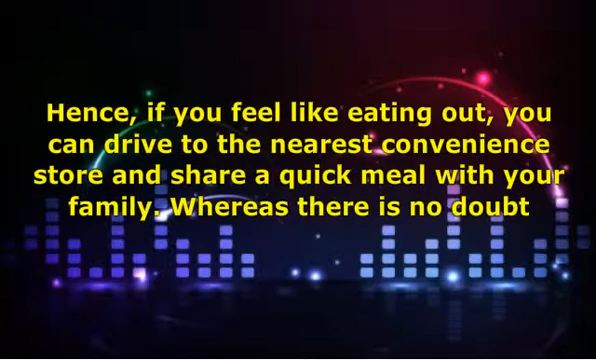 Hence, if you feel like eating out, you
can drive to the nearest convenience
store and share a quick meal with your
family. Whereas there is no doubt